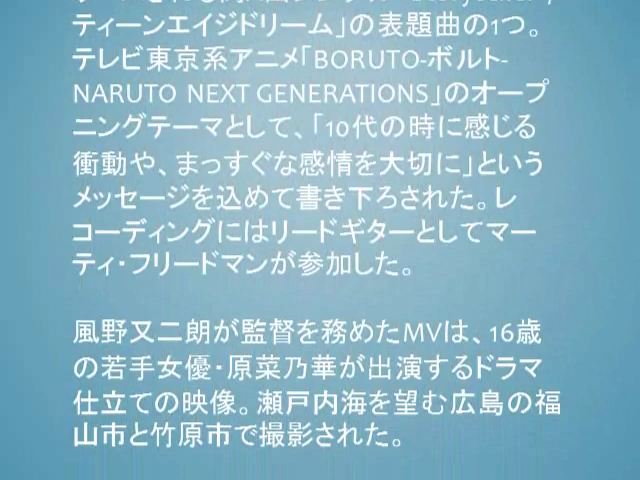 ティーンエイジドリーム」の表題曲の1つ。
テレビ東京系アニメ「BORUTO-ボルト-
NARUTO NEXT GENERATIONS」のオープ
ニングテーマとして、「10代の時に感じる
衝動や、まっすぐな感情を大切に」という
メッセージを込めて書き下ろされた。レ
コーディングにはリードギターとしてマー
ティ・フリードマンが参加した。
風野又二朗が監督を務めたMVは、16歳
の若手女優・原菜乃華が出演するドラマ
仕立ての映像。瀬戸内海を望む広島の福
山市と竹原市で撮影された。